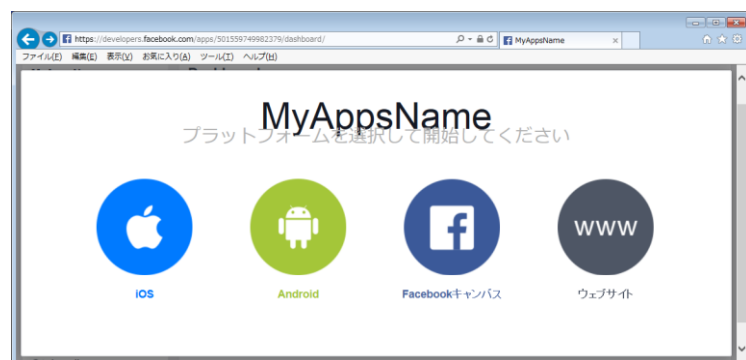 https://developers.facebook.com/apps/501559749982379/dashboard/
MyAppsName
ファイル(F) 編集(E) 表示(V) お気に入り(A) ツール(T) ヘルプ(H)
MyAppsName
プラットフォームを選択して開始してください
WWW
iOS
Android
Facebookキャンバス
ウェブサイト